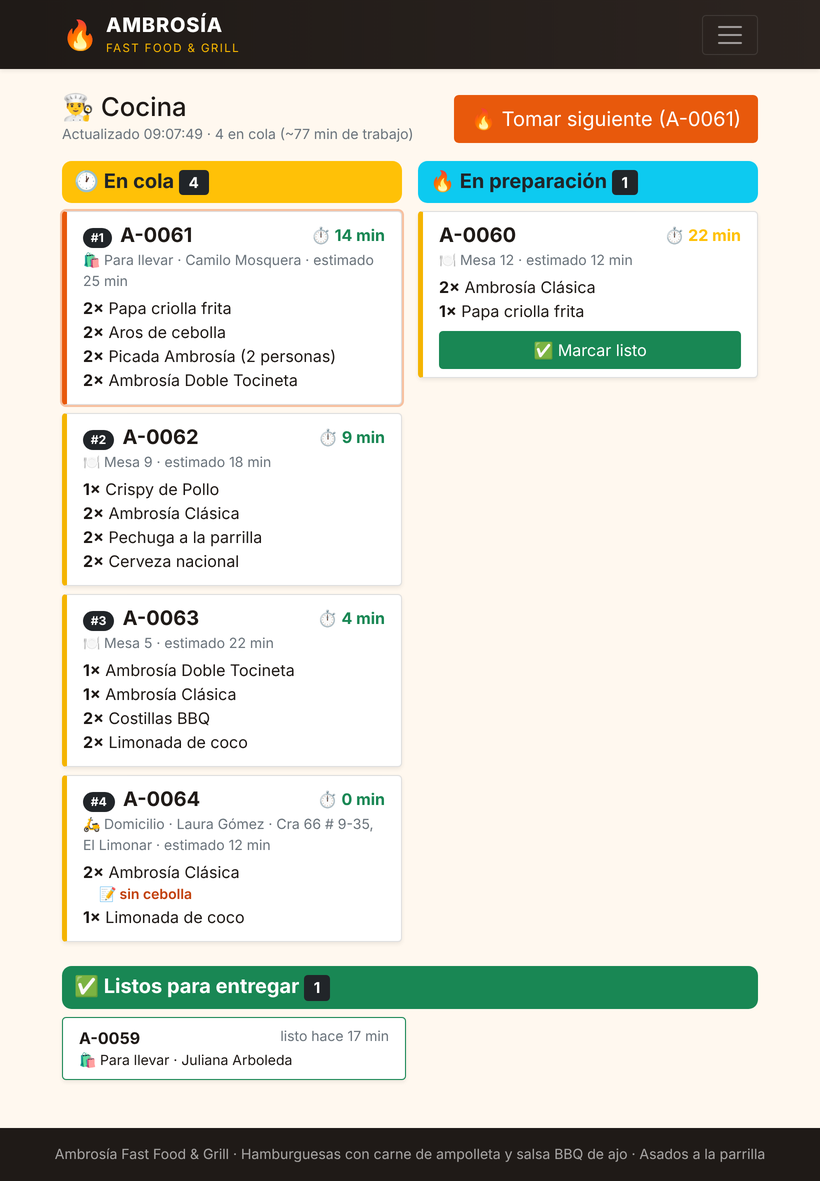 AMBROSÍA
FAST FOOD & GRILL
Cocina
Actualizado 09:07:49 · 4 en cola (~77 min de trabajo)
Tomar siguiente (A-0061)
En cola 4
#1 A-0061 14 min
Para llevar · Camilo Mosquera · estimado
25 min
2× Papa criolla frita
2× Aros de cebolla
2× Picada Ambrosía (2 personas)
2× Ambrosía Doble Tocineta
#2 A-0062 9 min
Mesa 9 · estimado 18 min
1× Crispy de Pollo
2× Ambrosía Clásica
2× Pechuga a la parrilla
2× Cerveza nacional
#3 A-0063 4 min
Mesa 5 · estimado 22 min
1× Ambrosía Doble Tocineta
1× Ambrosía Clásica
2× Costillas BBQ
2× Limonada de coco
#4 A-0064 0 min
Domicilio · Laura Gómez · Cra 66 # 9-35,
El Limonar · estimado 12 min
2× Ambrosía Clásica
sin cebolla
1× Limonada de coco
En preparación 1
A-0060 22 min
Mesa 12 · estimado 12 min
2× Ambrosía Clásica
1× Papa criolla frita
Marcar listo
Listos para entregar 1
A-0059 listo hace 17 min
Para llevar · Juliana Arboleda
Ambrosía Fast Food & Grill · Hamburguesas con carne de ampolleta y salsa BBQ de ajo · Asados a la parrilla